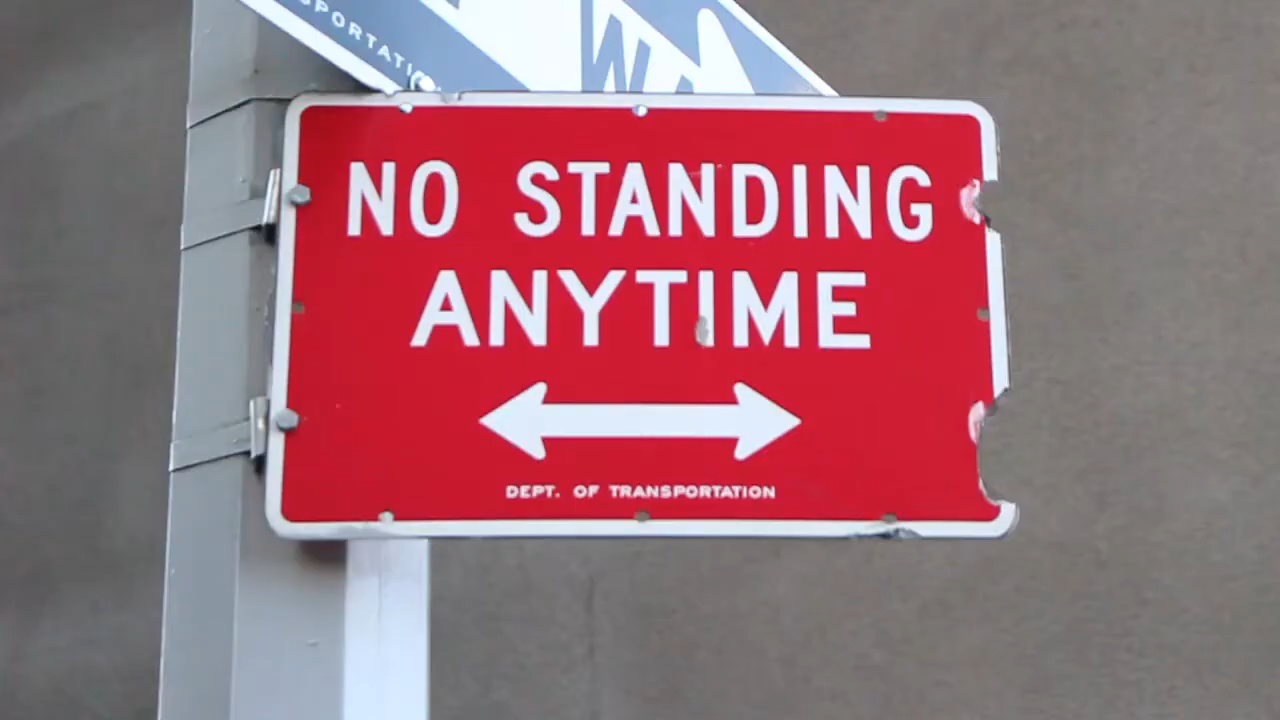 NO STANDING
ANYTIME
DEPT. OF TRANSPORTATION